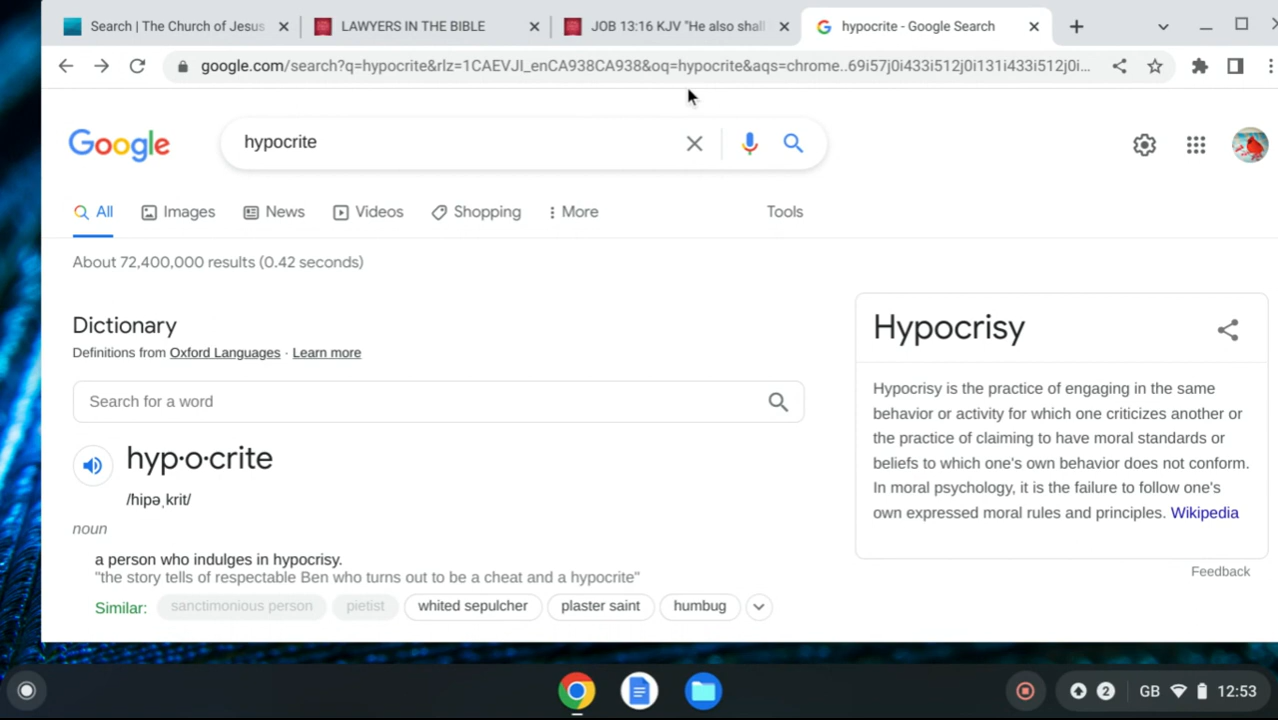 Search | The Church of Jesus
LAWYERS IN THE BIBLE
JOB 13:16 KJV "He also shall
hypocrite - Google Search
google.com/search?q=hypocrite&rlz=1CAEVJI_enCA938CA938&oq=hypocrite&aqs=chrome..69i57j0i433i512j0i131i433i512j0i...
Google
hypocrite
All
Images
News
Videos
Shopping
More
Tools
About 72,400,000 results (0.42 seconds)
Dictionary
Definitions from Oxford Languages · Learn more
Search for a word
hyp·o·crite
/ˈhipəˌkrit/
noun
a person who indulges in hypocrisy.
"the story tells of respectable Ben who turns out to be a cheat and a hypocrite"
Similar:
sanctimonious person
pietist
whited sepulcher
plaster saint
humbug
Hypocrisy
Hypocrisy is the practice of engaging in the same
behavior or activity for which one criticizes another or
the practice of claiming to have moral standards or
beliefs to which one's own behavior does not conform.
In moral psychology, it is the failure to follow one's
own expressed moral rules and principles. Wikipedia
Feedback
2
GB
12:53